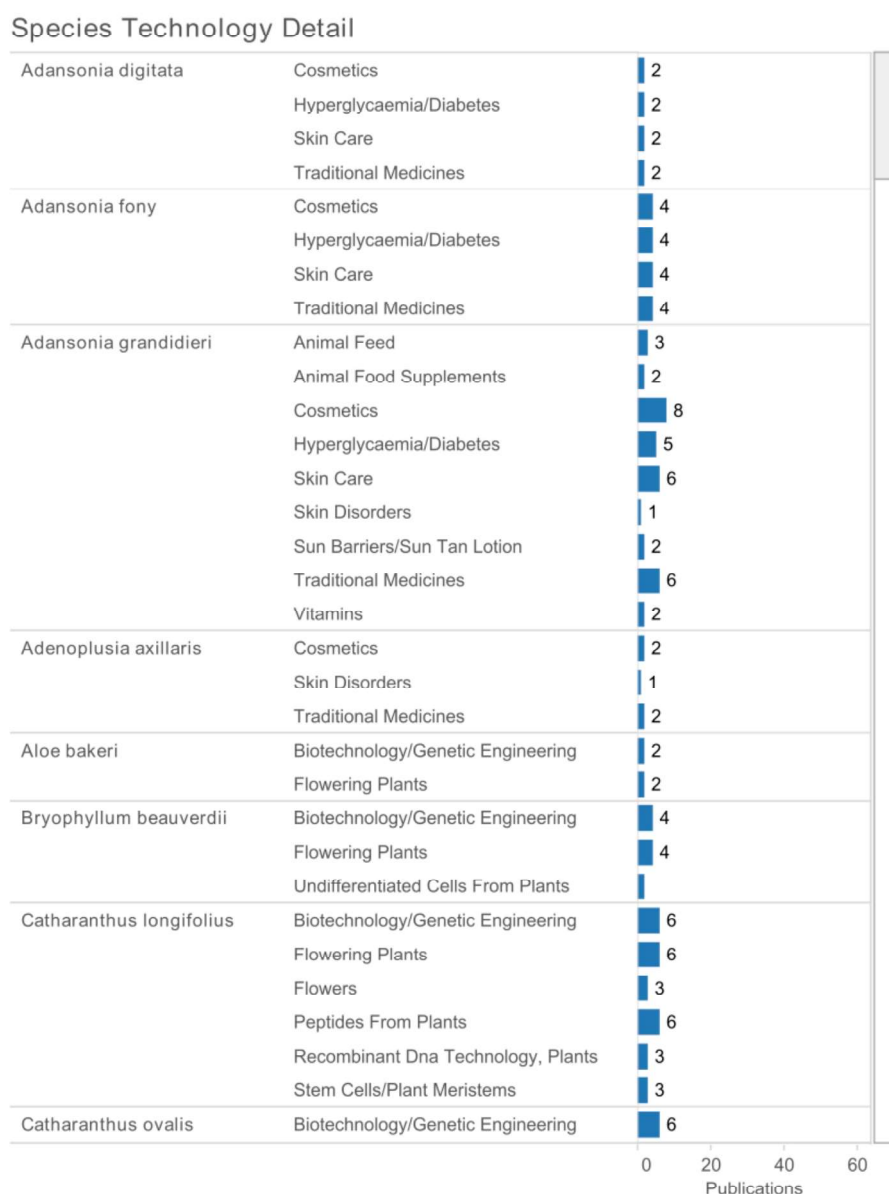 Species Technology Detail
Adansonia digitata Cosmetics 2
Hyperglycaemia/Diabetes 2
Skin Care 2
Traditional Medicines 2
Adansonia fony Cosmetics 4
Hyperglycaemia/Diabetes 4
Skin Care 4
Traditional Medicines 4
Adansonia grandidieri Animal Feed 3
Animal Food Supplements 2
Cosmetics 8
Hyperglycaemia/Diabetes 5
Skin Care 6
Skin Disorders 1
Sun Barriers/Sun Tan Lotion 2
Traditional Medicines 6
Vitamins 2
Adenoplusia axillaris Cosmetics 2
Skin Disorders 1
Traditional Medicines 2
Aloe bakeri Biotechnology/Genetic Engineering 2
Flowering Plants 2
Bryophyllum beauverdii Biotechnology/Genetic Engineering 4
Flowering Plants 4
Undifferentiated Cells From Plants
Catharanthus longifolius Biotechnology/Genetic Engineering 6
Flowering Plants 6
Flowers 3
Peptides From Plants 6
Recombinant Dna Technology, Plants 3
Stem Cells/Plant Meristems 3
Catharanthus ovalis Biotechnology/Genetic Engineering 6
0 20 40 60
Publications